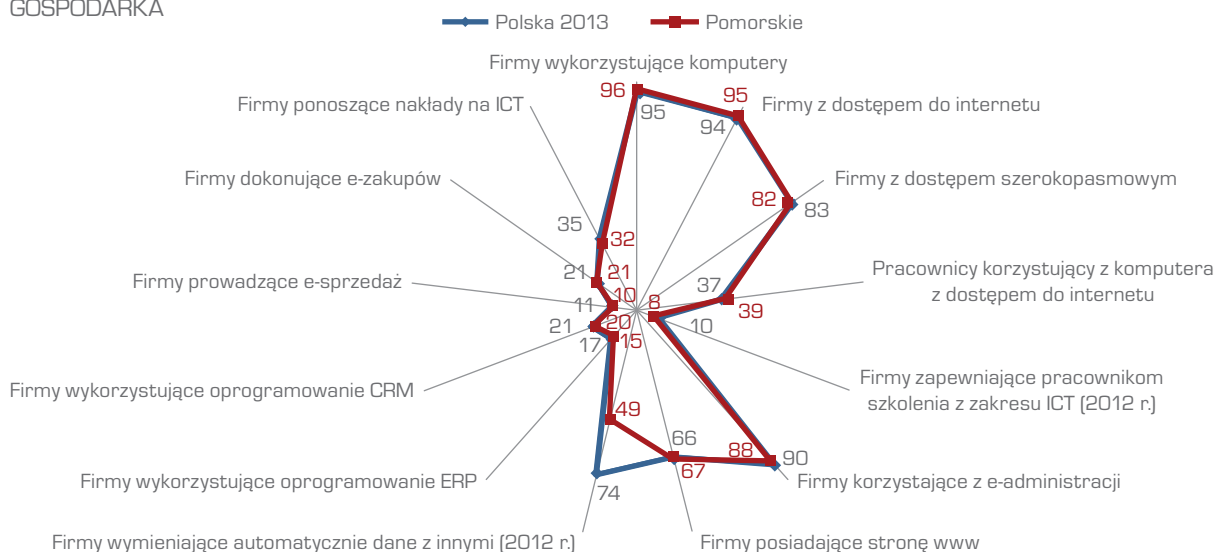 GOSPODARKA
Polska 2013
Pomorskie
Firmy wykorzystujące komputery
96
95
Firmy ponoszące nakłady na ICT
95
94
Firmy z dostępem do internetu
Firmy dokonujące e-zakupów
Firmy z dostępem szerokopasmowym
82
83
35
32
Firmy prowadzące e-sprzedaż
21
21
Pracownicy korzystujący z komputera
z dostępem do internetu
37
39
11
10
8
10
21
20
17
15
Firmy wykorzystujące oprogramowanie CRM
Firmy zapewniające pracownikom
szkolenia z zakresu ICT (2012 r.)
49
66
67
88
90
Firmy wykorzystujące oprogramowanie ERP
74
Firmy korzystające z e-administracji
Firmy wymieniające automatycznie dane z innymi (2012 r.)
Firmy posiadające stronę www